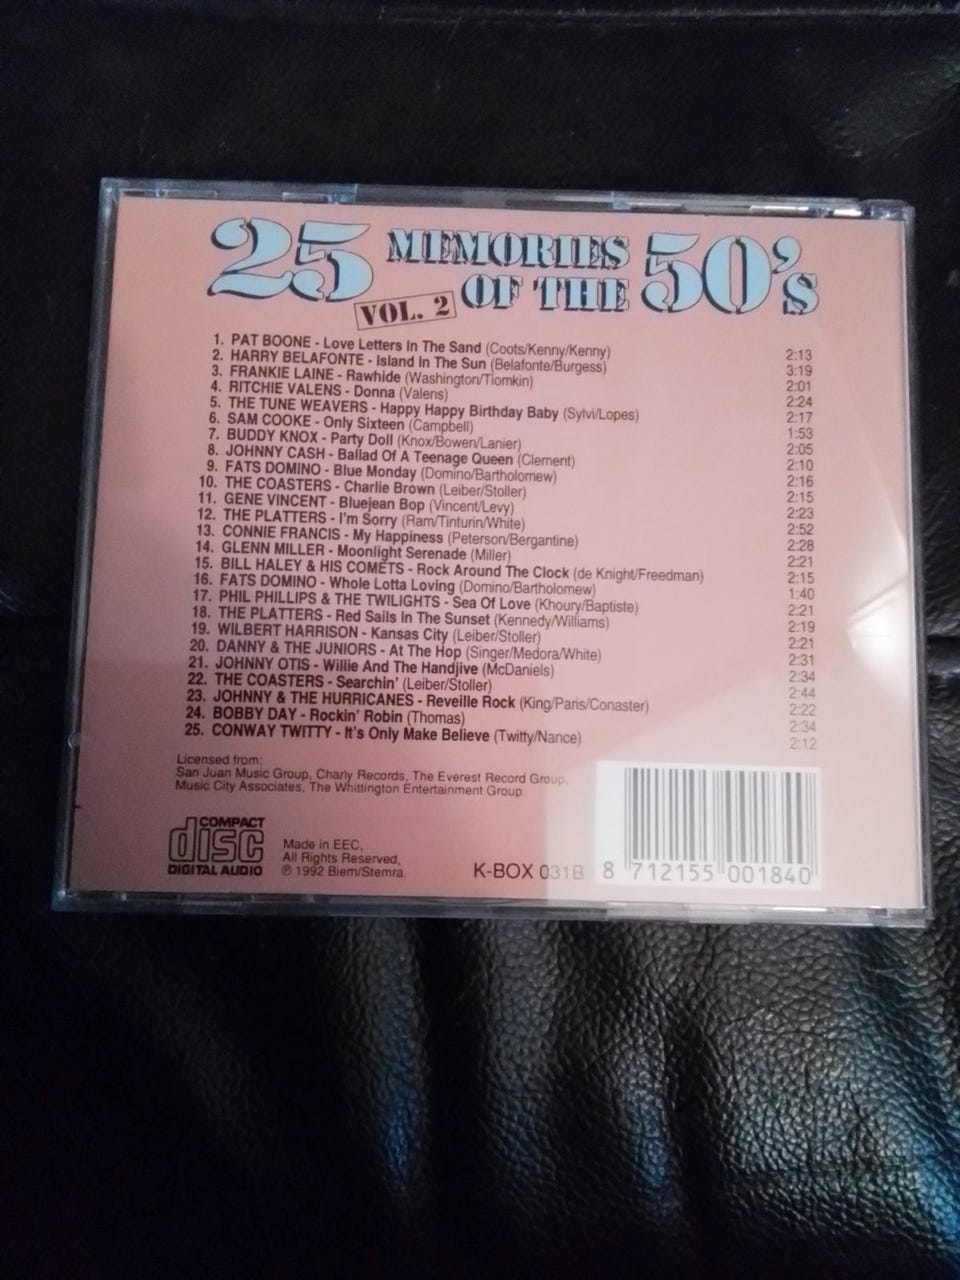 25 MEMORIES OF THE 50's
VOL. 2
1. PAT BOONE - Love Letters In The Sand (Coots/Kenny/Kenny) 2:13
2. HARRY BELAFONTE - Island In The Sun (Belafonte/Burgess) 3:19
3. FRANKIE LAINE - Rawhide (Washington/Tiomkin) 2:01
4. RITCHIE VALENS - Donna (Valens) 2:24
5. THE TUNE WEAVERS - Happy Happy Birthday Baby (Sylvi/Lopes) 2:17
6. SAM COOKE - Only Sixteen (Campbell) 1:53
7. BUDDY KNOX - Party Doll (Knox/Bowen/Lanier) 2:05
8. JOHNNY CASH - Ballad Of A Teenage Queen (Clement) 2:10
9. FATS DOMINO - Blue Monday (Domino/Bartholomew) 2:16
10. THE COASTERS - Charlie Brown (Leiber/Stoller) 2:15
11. GENE VINCENT - Bluejean Bop (Vincent/Levy) 2:23
12. THE PLATTERS - I'm Sorry (Ram/Tinturin/White) 2:52
13. CONNIE FRANCIS - My Happiness (Peterson/Bergantine) 2:28
14. GLENN MILLER - Moonlight Serenade (Miller) 2:21
15. BILL HALEY & HIS COMETS - Rock Around The Clock (de Knight/Freedman) 2:15
16. FATS DOMINO - Whole Lotta Loving (Domino/Bartholomew) 1:40
17. PHIL PHILLIPS & THE TWILIGHTS - Sea Of Love (Khoury/Baptiste) 2:21
18. THE PLATTERS - Red Sails In The Sunset (Kennedy/Williams) 2:19
19. WILBERT HARRISON - Kansas City (Leiber/Stoller) 2:21
20. DANNY & THE JUNIORS - At The Hop (Singer/Medora/White) 2:31
21. JOHNNY OTIS - Willie And The Handjive (McDaniels) 2:34
22. THE COASTERS - Searchin' (Leiber/Stoller) 2:44
23. JOHNNY & THE HURRICANES - Reveille Rock (King/Paris/Conaster) 2:22
24. BOBBY DAY - Rockin' Robin (Thomas) 2:34
25. CONWAY TWITTY - It's Only Make Believe (Twitty/Nance) 2:12
Licensed from:
San Juan Music Group, Charly Records, The Everest Record Group,
Music City Associates, The Whittington Entertainment Group.
COMPACT
disc
DIGITAL AUDIO
Made in EEC,
All Rights Reserved,
℗ 1992 Biem/Stemra.
K-BOX 031B
8 712155 001840